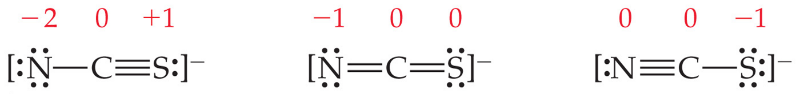 −2 0 +1 −1 0 0 0 0 −1
[:N̈—C≡S:]⁻ [N̈=C=S̈]⁻ [:N≡C—S̈:]⁻